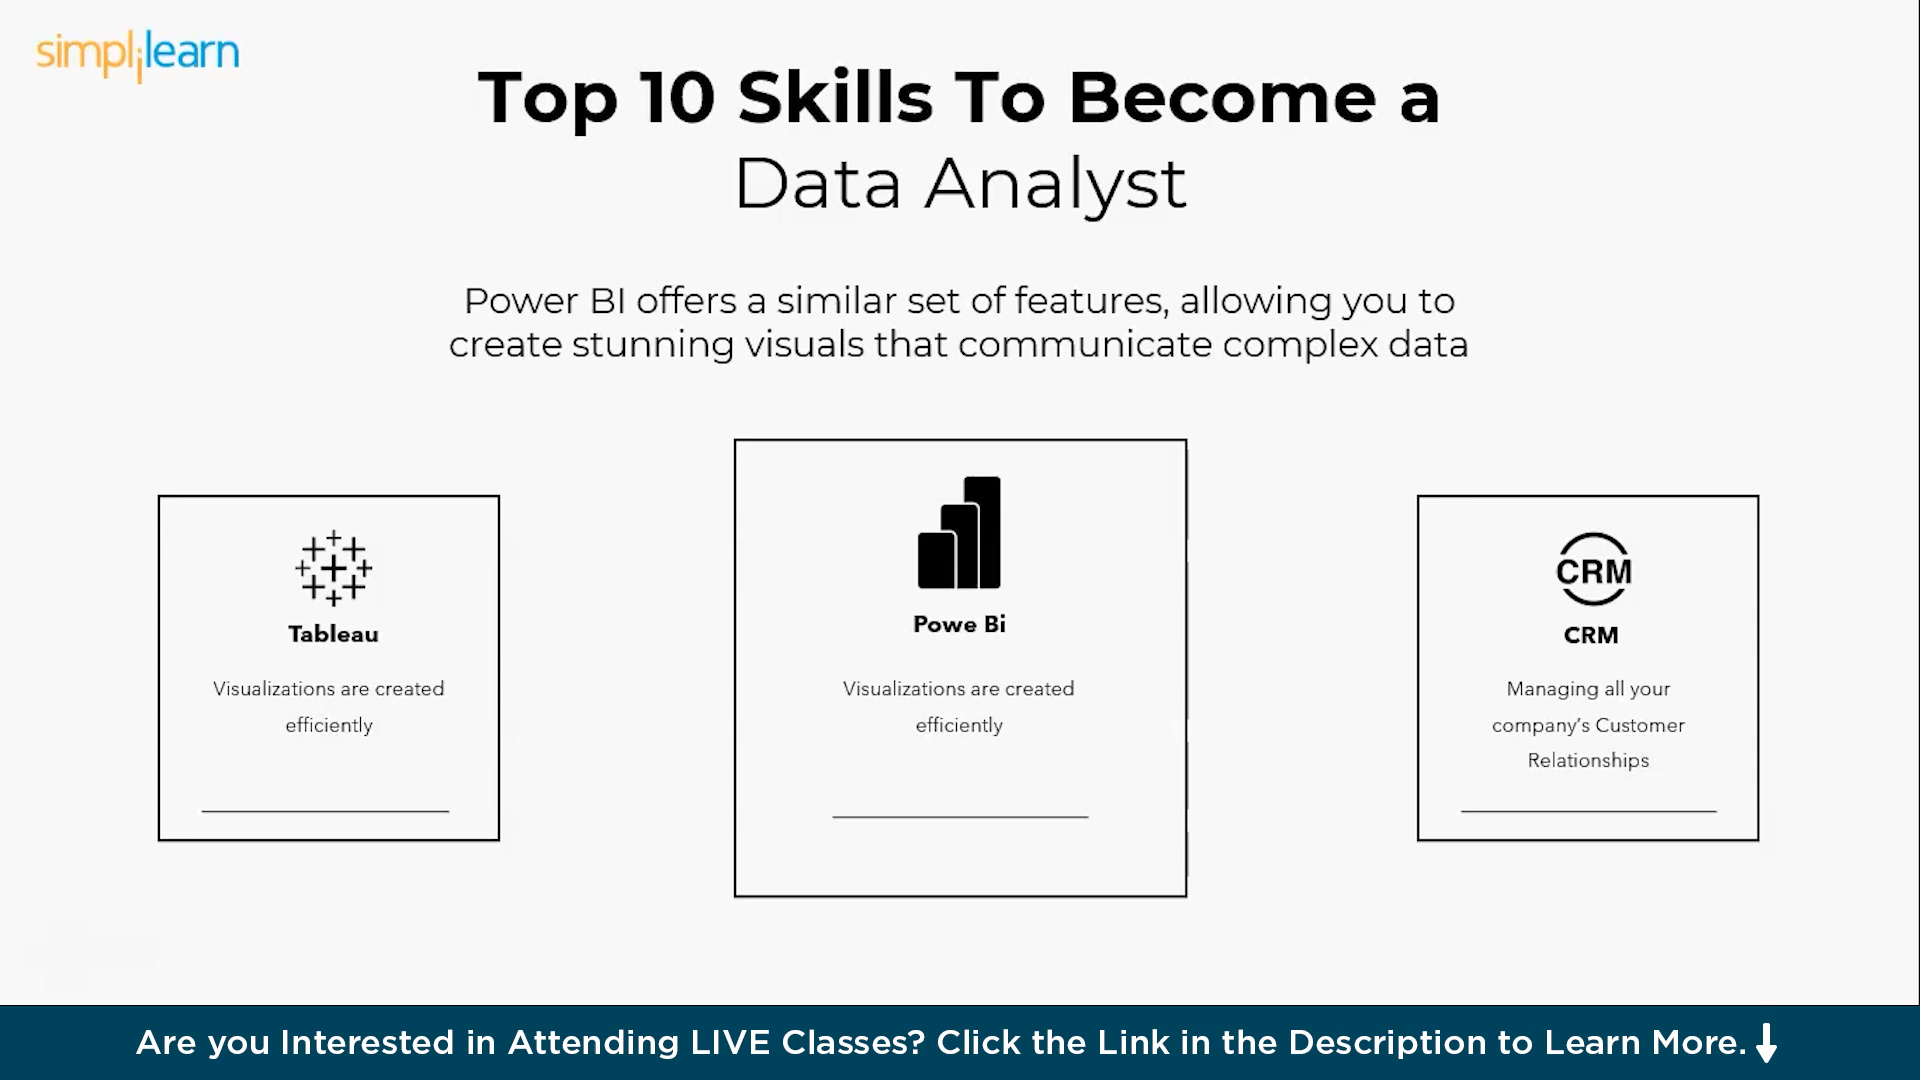 simplilearn
Top 10 Skills To Become a
Data Analyst
Power BI offers a similar set of features, allowing you to
create stunning visuals that communicate complex data
Tableau
Visualizations are created
efficiently
Powe Bi
Visualizations are created
efficiently
CRM
CRM
Managing all your
company's Customer
Relationships
Are you Interested in Attending LIVE Classes? Click the Link in the Description to Learn More.